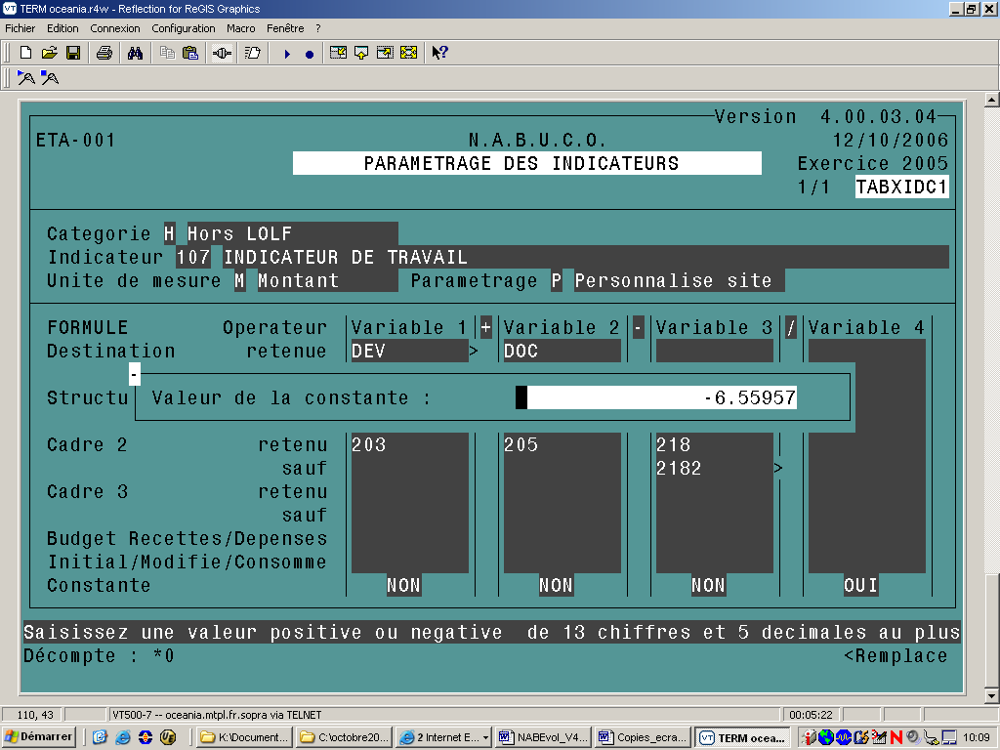 TERM oceania.r4w - Reflection for ReGIS Graphics
Fichier Edition Connexion Configuration Macro Fenêtre ?
Version 4.00.03.04
ETA-001 N.A.B.U.C.O. 12/10/2006
PARAMETRAGE DES INDICATEURS Exercice 2005
1/1 TABXIDC1
Categorie H Hors LOLF
Indicateur 107 INDICATEUR DE TRAVAIL
Unite de mesure M Montant Parametrage P Personnalise site
FORMULE Operateur Variable 1 + Variable 2 - Variable 3 / Variable 4
Destination retenue DEV > DOC
-
Structu Valeur de la constante : -6.55957
Cadre 2 retenu 203 205 218
sauf 2182 >
Cadre 3 retenu
sauf
Budget Recettes/Depenses
Initial/Modifie/Consomme
Constante NON NON NON OUI
Saisissez une valeur positive ou negative de 13 chiffres et 5 decimales au plus
Décompte : *0 <Remplace
110, 43 VT500-7 -- oceania.mtpl.fr.sopra via TELNET 00:05:22
Démarrer K:\Document... C:\octobre20... 2 Internet E... NABEvol_V4... Copies_ecra... TERM ocea... 10:09